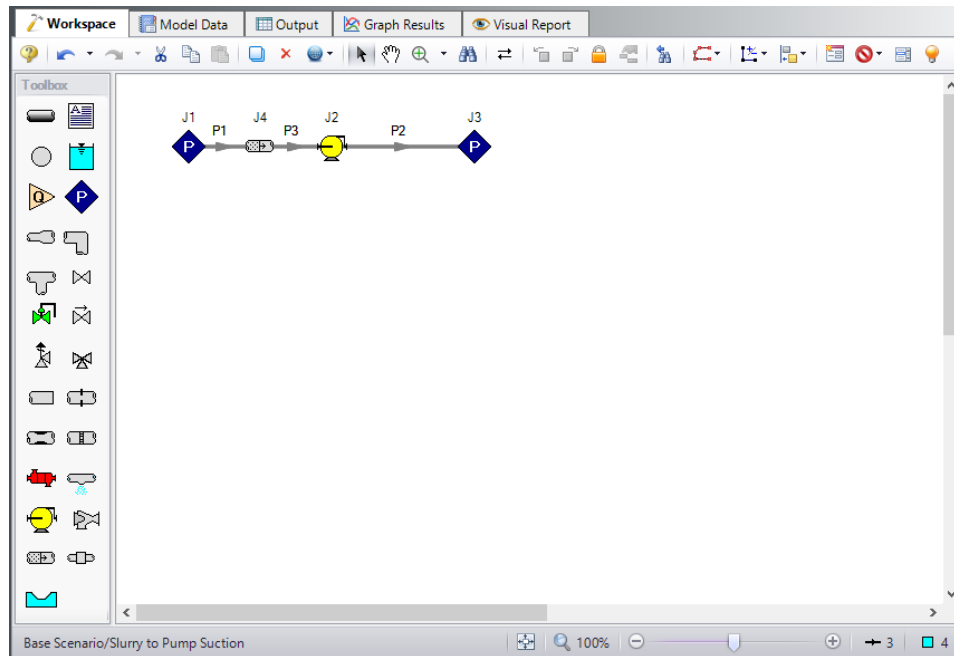 Workspace
Model Data
Output
Graph Results
Visual Report
Toolbox
J1
J4
J2
J3
P1
P3
P2
P
P
Q
P
Base Scenario/Slurry to Pump Suction
100%
3
4